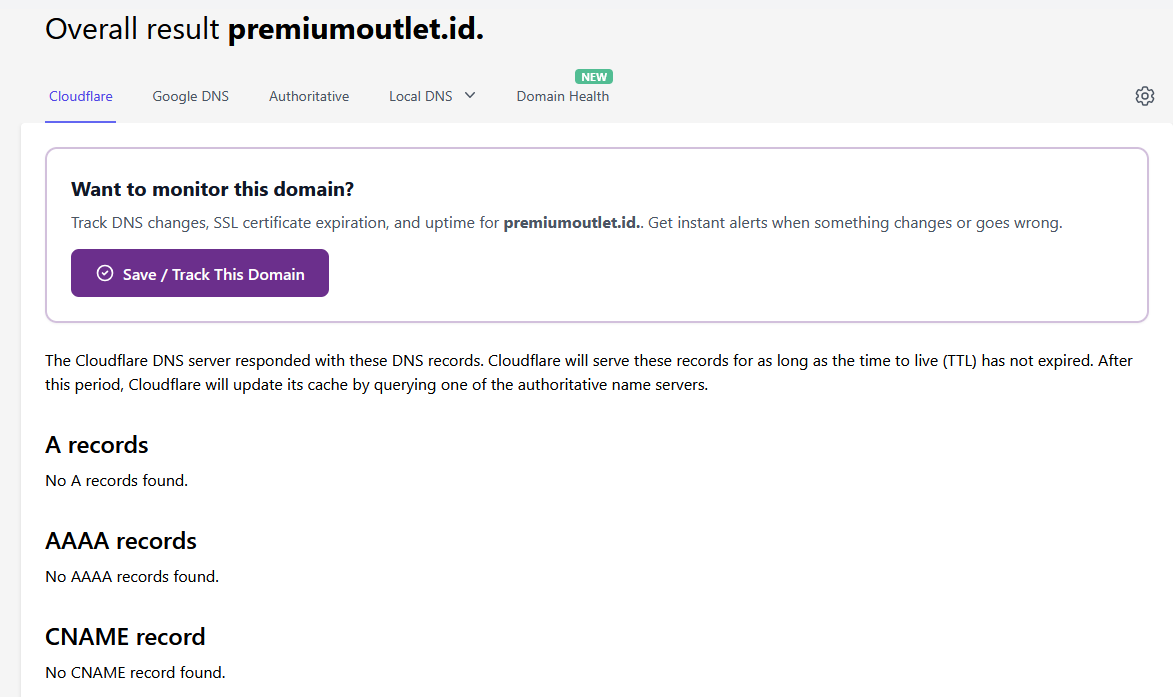 Overall result premiumoutlet.id.
NEW
Cloudflare Google DNS Authoritative Local DNS Domain Health
Want to monitor this domain?
Track DNS changes, SSL certificate expiration, and uptime for premiumoutlet.id.. Get instant alerts when something changes or goes wrong.
Save / Track This Domain
The Cloudflare DNS server responded with these DNS records. Cloudflare will serve these records for as long as the time to live (TTL) has not expired. After
this period, Cloudflare will update its cache by querying one of the authoritative name servers.
A records
No A records found.
AAAA records
No AAAA records found.
CNAME record
No CNAME record found.